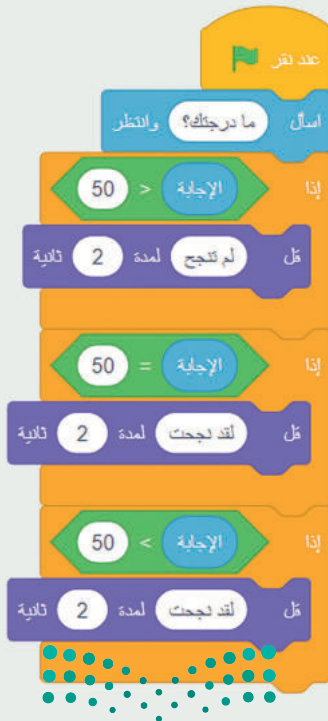 عند نقر
اسأل ما درجتك؟ وانتظر
إذا الإجابة < 50
قل لم تنجح لمدة 2 ثانية
إذا الإجابة = 50
قل لقد نجحت لمدة 2 ثانية
إذا الإجابة > 50
قل لقد نجحت لمدة 2 ثانية